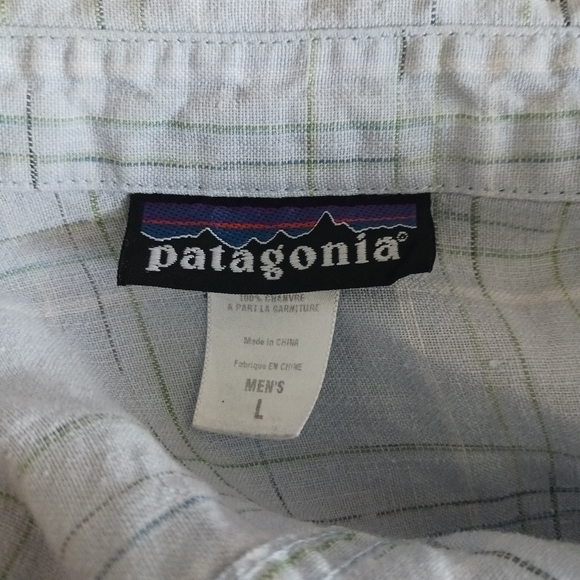 patagonia®
100% CHANVRE
A PART LA GARNITURE
Made in CHINA
Fabriqué EN CHINE
MEN'S
L